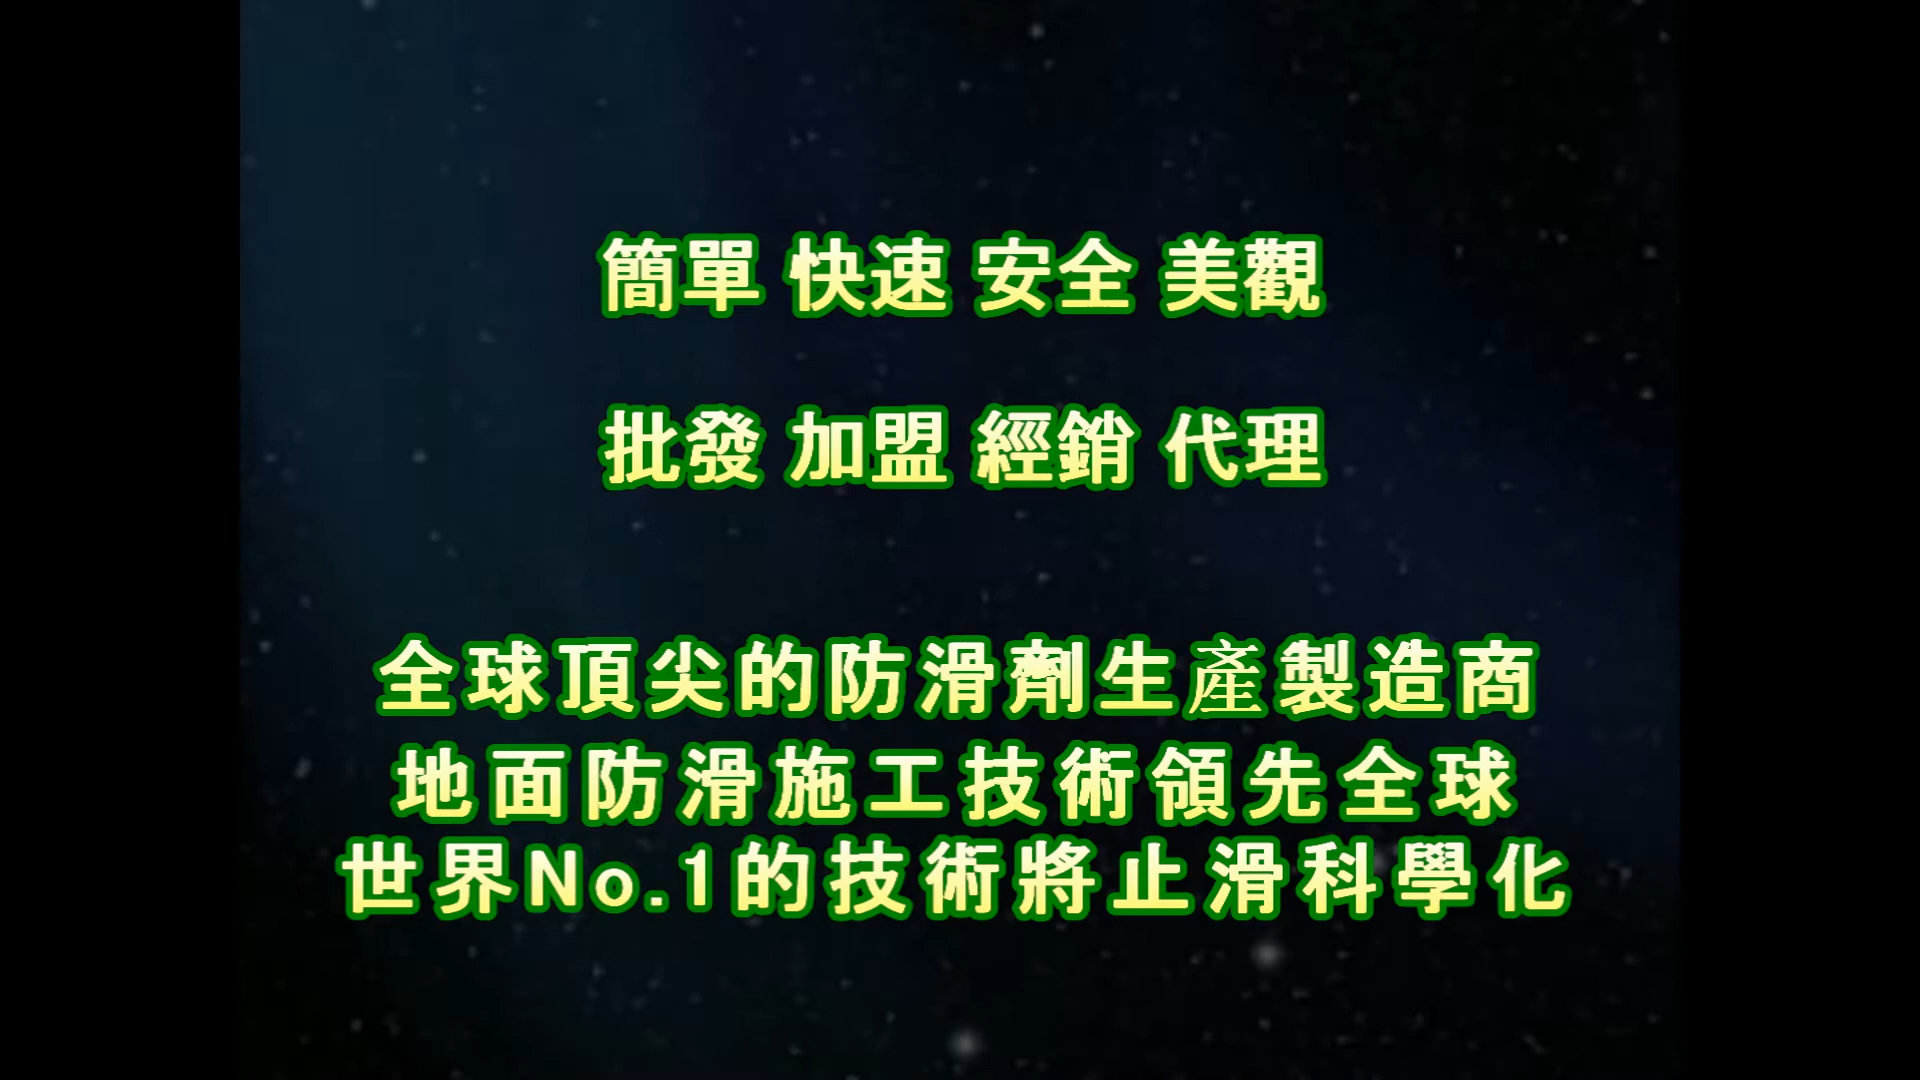 簡單 快速 安全 美觀
批發 加盟 經銷 代理
全球頂尖的防滑劑生產製造商
地面防滑施工技術領先全球
世界No.1的技術將止滑科學化